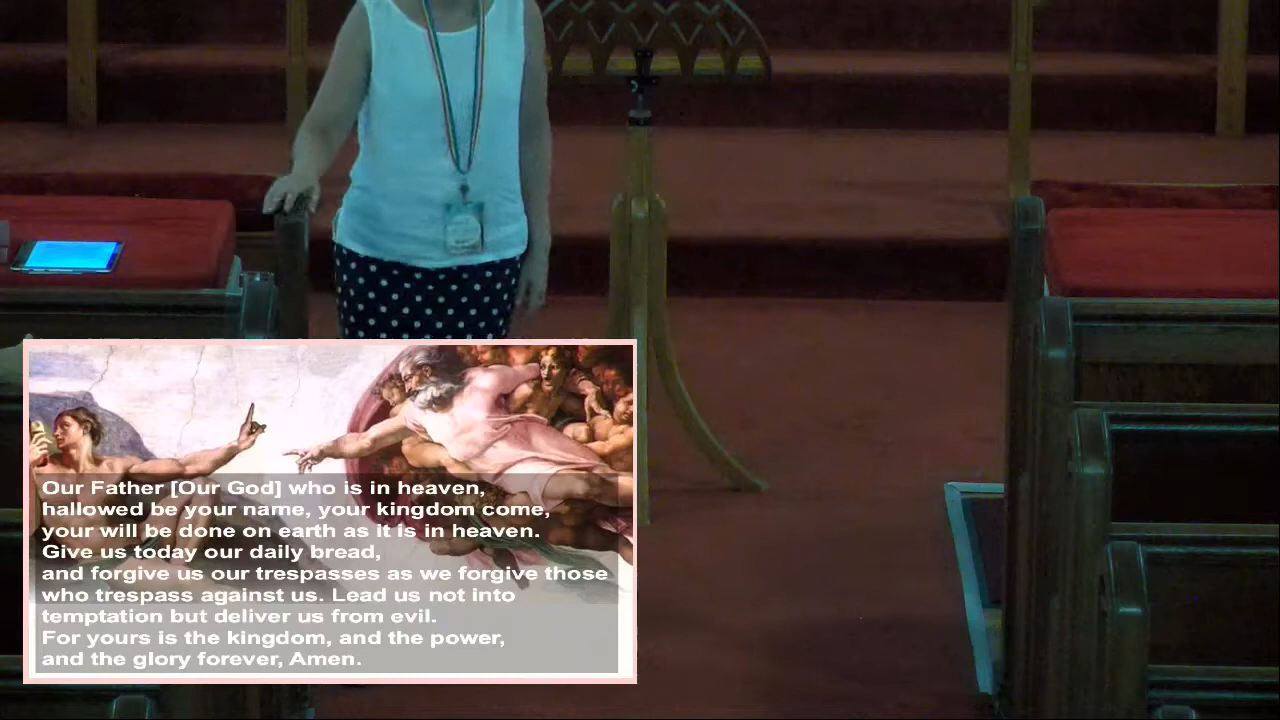 Our Father [Our God] who is in heaven,
hallowed be your name, your kingdom come,
your will be done on earth as it is in heaven.
Give us today our daily bread,
and forgive us our trespasses as we forgive those
who trespass against us. Lead us not into
temptation but deliver us from evil.
For yours is the kingdom, and the power,
and the glory forever, Amen.